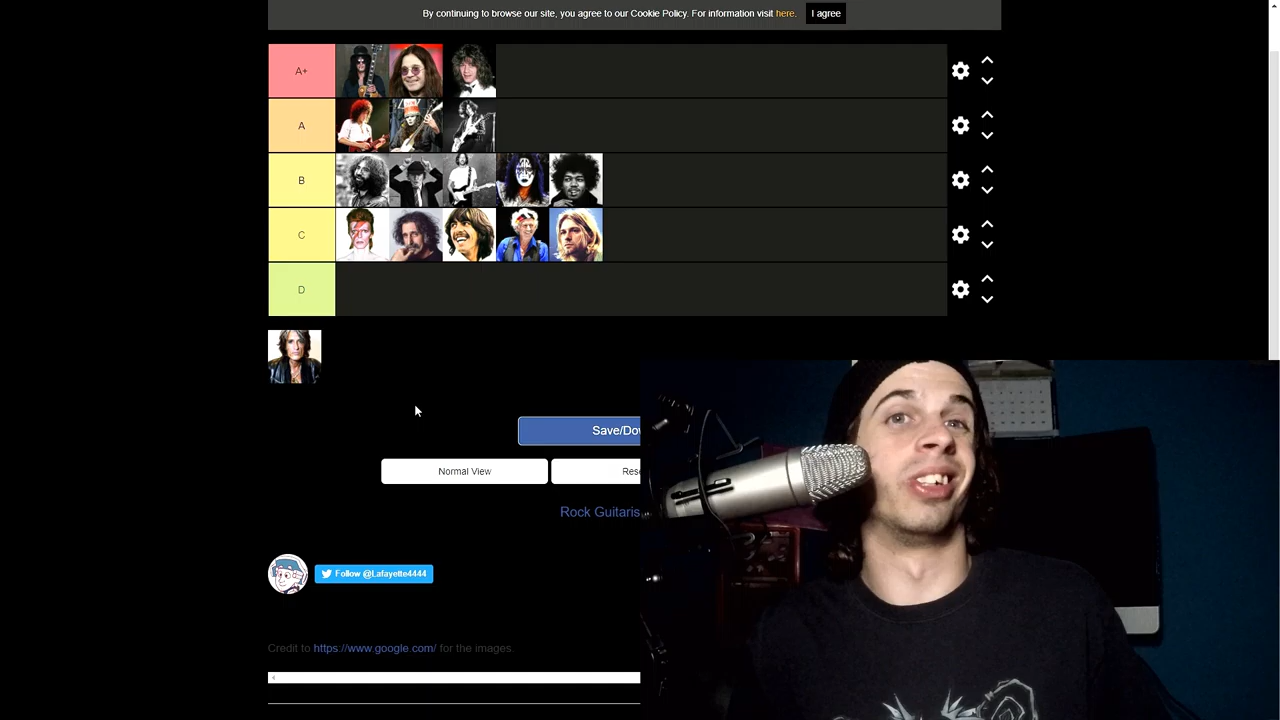 By continuing to browse our site, you agree to our Cookie Policy. For information visit here. I agree
A+
A
B
C
D
Save/Dow
Normal View
Rese
Rock Guitaris
Follow @Lafayette4444
Credit to https://www.google.com/ for the images.